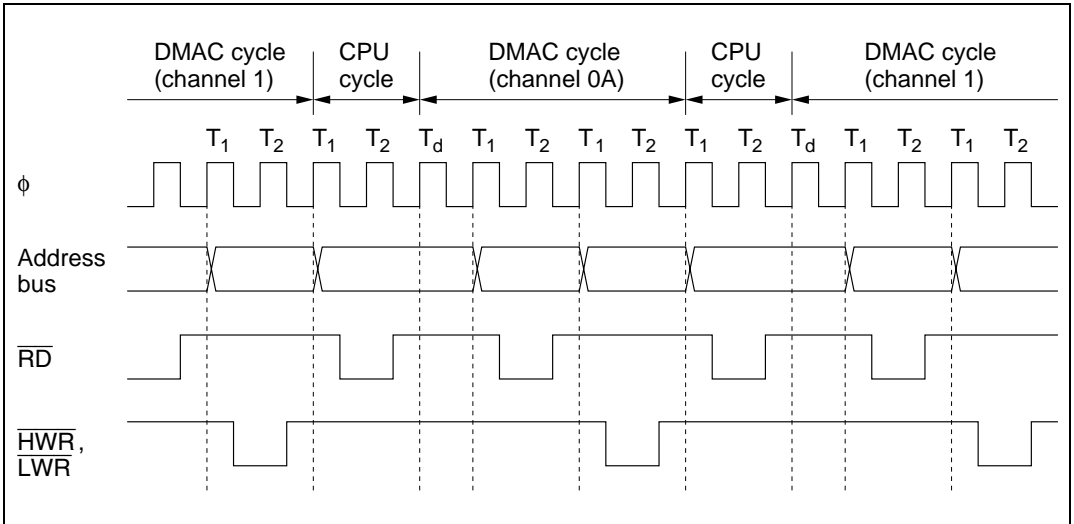 DMAC cycle (channel 1) CPU cycle DMAC cycle (channel 0A) CPU cycle DMAC cycle (channel 1)
T1 T2 T1 T2 Td T1 T2 T1 T2 T1 T2 Td T1 T2 T1 T2
φ
Address
bus
RD
HWR,
LWR